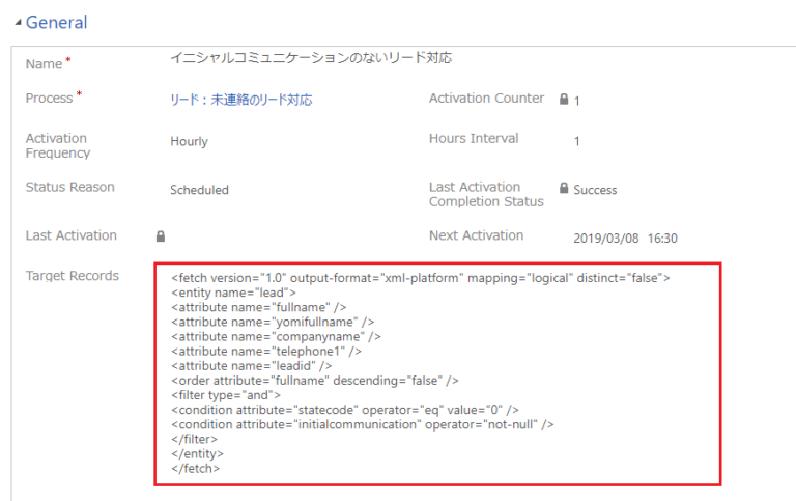 General
Name*
イニシャルコミュニケーションのないリード対応
Process*
リード : 未連絡のリード対応
Activation Counter
1
Activation
Frequency
Hourly
Hours Interval
1
Status Reason
Scheduled
Last Activation
Completion Status
Success
Last Activation
Next Activation
2019/03/08 16:30
Target Records
<fetch version="1.0" output-format="xml-platform" mapping="logical" distinct="false">
<entity name="lead">
<attribute name="fullname" />
<attribute name="yomifullname" />
<attribute name="companyname" />
<attribute name="telephone1" />
<attribute name="leadid" />
<order attribute="fullname" descending="false" />
<filter type="and">
<condition attribute="statecode" operator="eq" value="0" />
<condition attribute="initialcommunication" operator="not-null" />
</filter>
</entity>
</fetch>